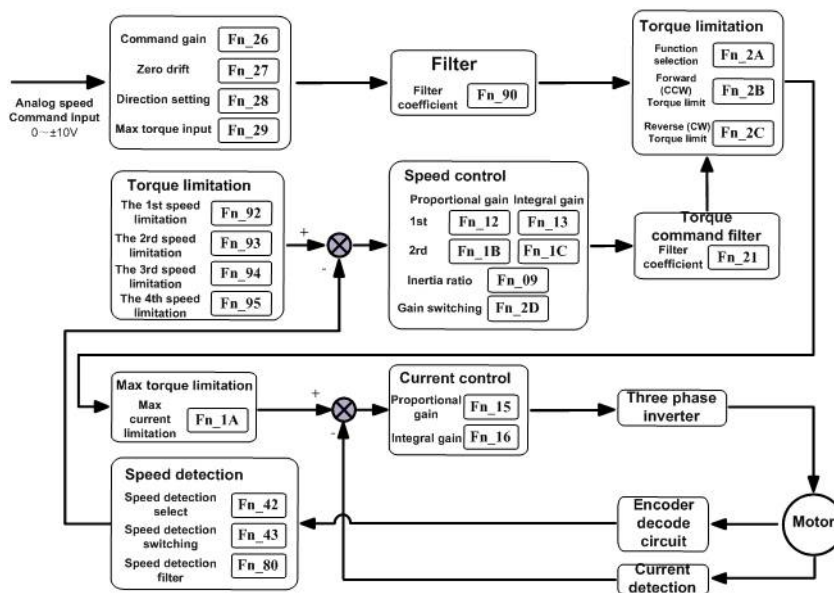 Command gain Fn_26
Zero drift Fn_27
Direction setting Fn_28
Max torque input Fn_29
Analog speed
Command input
0~±10V
Filter
Filter
coefficient Fn_90
Torque limitation
Function
selection Fn_2A
Forward
(CCW)
Torque limit Fn_2B
Reverse (CW)
Torque limit Fn_2C
Torque limitation
The 1st speed
limitation Fn_92
The 2rd speed
limitation Fn_93
The 3rd speed
limitation Fn_94
The 4th speed
limitation Fn_95
+
-
Speed control
Proportional gain Integral gain
1st Fn_12 Fn_13
2rd Fn_1B Fn_1C
Inertia ratio Fn_09
Gain switching Fn_2D
Torque
command filter
Filter
coefficient Fn_21
Max torque limitation
Max
current
limitation Fn_1A
+
-
Current control
Proportional
gain Fn_15
Integral gain Fn_16
Three phase
inverter
Speed detection
Speed detection
select Fn_42
Speed detection
switching Fn_43
Speed detection
filter Fn_80
Encoder
decode
circuit
Motor
Current
detection